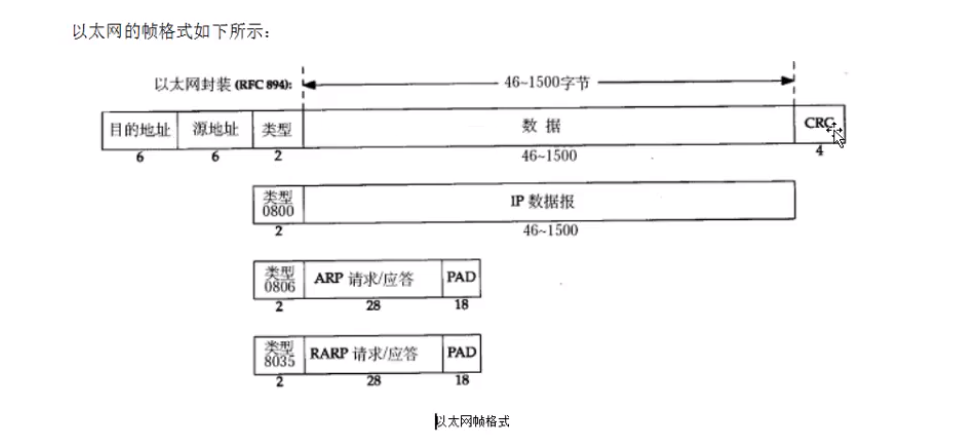 以太网的帧格式如下所示：
以太网封装 (RFC 894): 46~1500字节
目的地址 源地址 类型 数据 CRC
6 6 2 46~1500 4
类型 0800 IP 数据报
2 46~1500
类型 0806 ARP 请求/应答 PAD
2 28 18
类型 8035 RARP 请求/应答 PAD
2 28 18
以太网帧格式